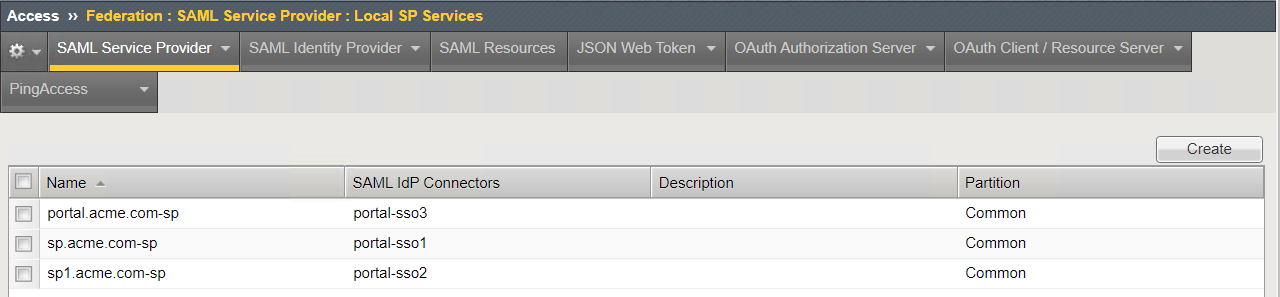 Access » Federation : SAML Service Provider : Local SP Services
SAML Service Provider SAML Identity Provider SAML Resources JSON Web Token OAuth Authorization Server OAuth Client / Resource Server
PingAccess
Create
Name SAML IdP Connectors Description Partition
portal.acme.com-sp portal-sso3 Common
sp.acme.com-sp portal-sso1 Common
sp1.acme.com-sp portal-sso2 Common